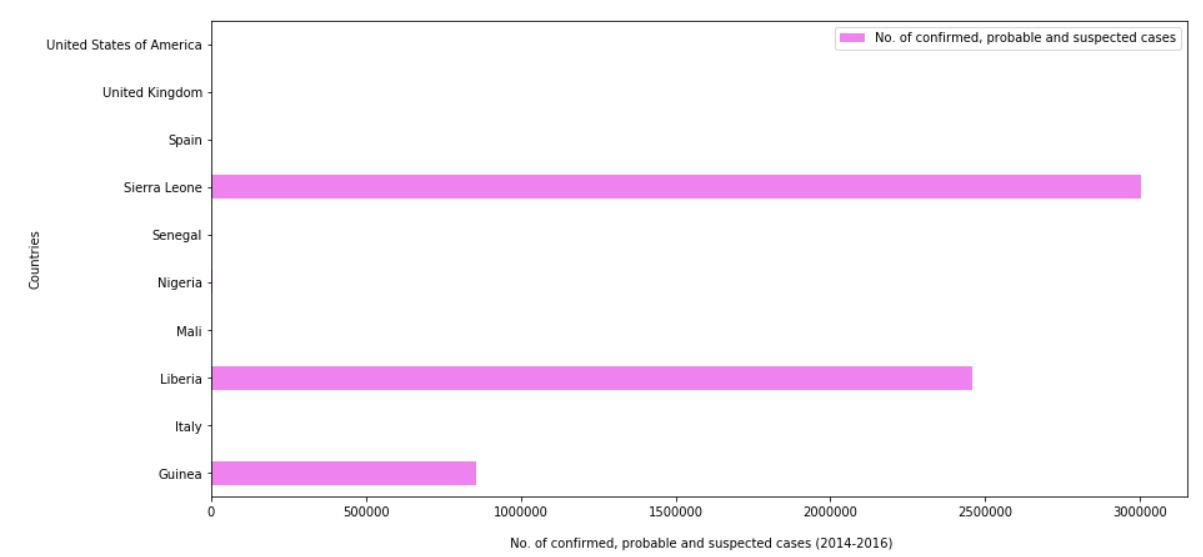 No. of confirmed, probable and suspected cases
United States of America
United Kingdom
Spain
Sierra Leone
Senegal
Nigeria
Mali
Liberia
Italy
Guinea
Countries
0 500000 1000000 1500000 2000000 2500000 3000000
No. of confirmed, probable and suspected cases (2014-2016)